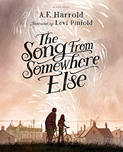 A.F. Harrold
Illustrated by Levi Pinfold
The
Song From
Somewhere
Else